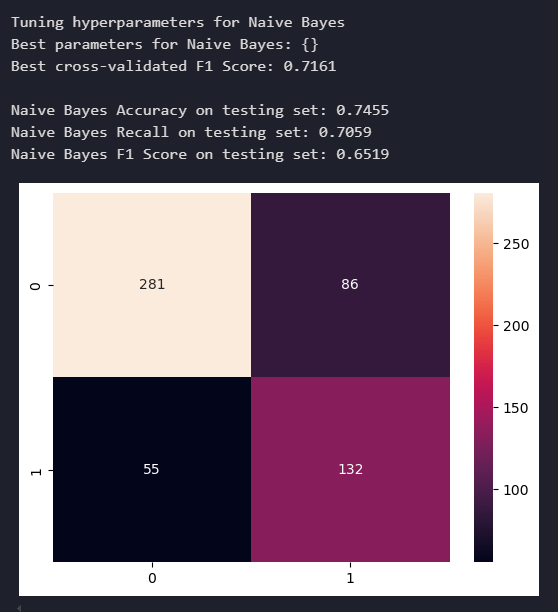 Tuning hyperparameters for Naive Bayes
Best parameters for Naive Bayes: {}
Best cross-validated F1 Score: 0.7161
Naive Bayes Accuracy on testing set: 0.7455
Naive Bayes Recall on testing set: 0.7059
Naive Bayes F1 Score on testing set: 0.6519
0
281
86
1
55
132
0
1
250
200
150
100